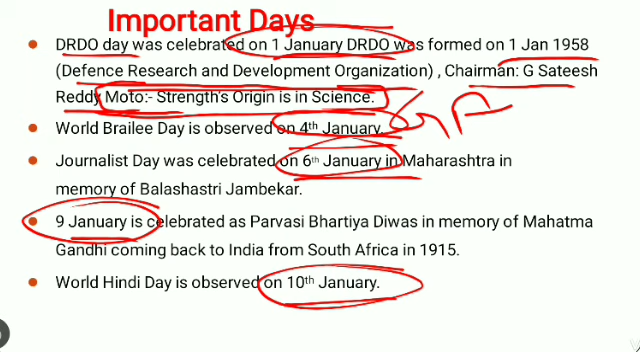 Important Days
DRDO day was celebrated on 1 January DRDO was formed on 1 Jan 1958
(Defence Research and Development Organization) , Chairman: G Sateesh
Reddy Moto:- Strength's Origin is in Science.
World Brailee Day is observed on 4th January.
Journalist Day was celebrated on 6th January in Maharashtra in
memory of Balashastri Jambekar.
9 January is celebrated as Parvasi Bhartiya Diwas in memory of Mahatma
Gandhi coming back to India from South Africa in 1915.
World Hindi Day is observed on 10th January.